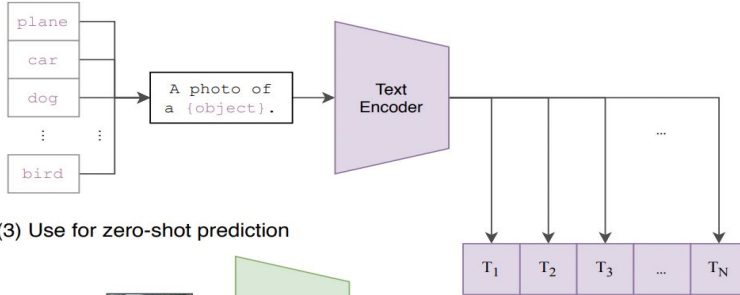 plane
car
dog
⋮ ⋮
bird
A photo of
a {object}.
Text
Encoder
...
(3) Use for zero-shot prediction
T1 T2 T3 ... TN